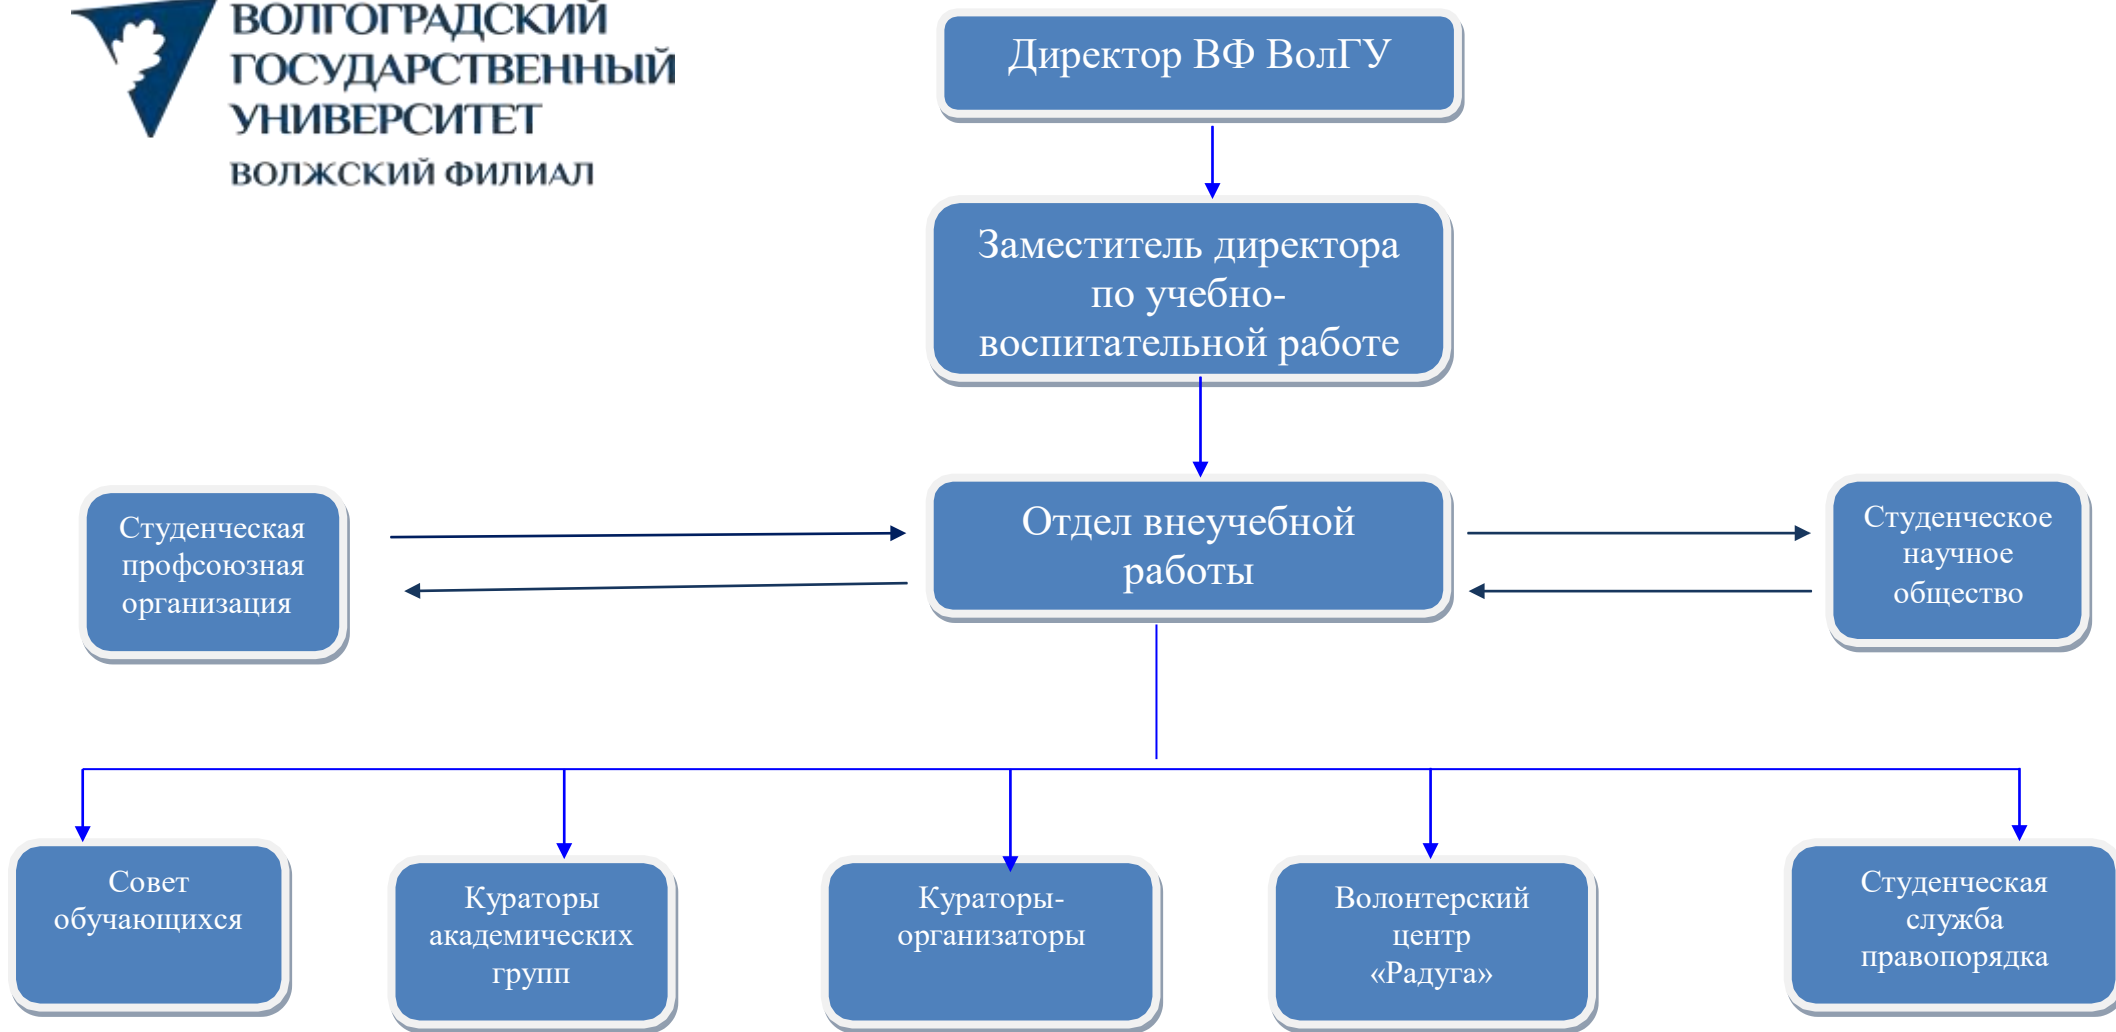 ВОЛГОГРАДСКИЙ
ГОСУДАРСТВЕННЫЙ
УНИВЕРСИТЕТ
ВОЛЖСКИЙ ФИЛИАЛ
Директор ВФ ВолГУ
Заместитель директора
по учебно-
воспитательной работе
Студенческая
профсоюзная
организация
Отдел внеучебной
работы
Студенческое
научное
общество
Совет
обучающихся
Кураторы
академических
групп
Кураторы-
организаторы
Волонтерский
центр
«Радуга»
Студенческая
служба
правопорядка